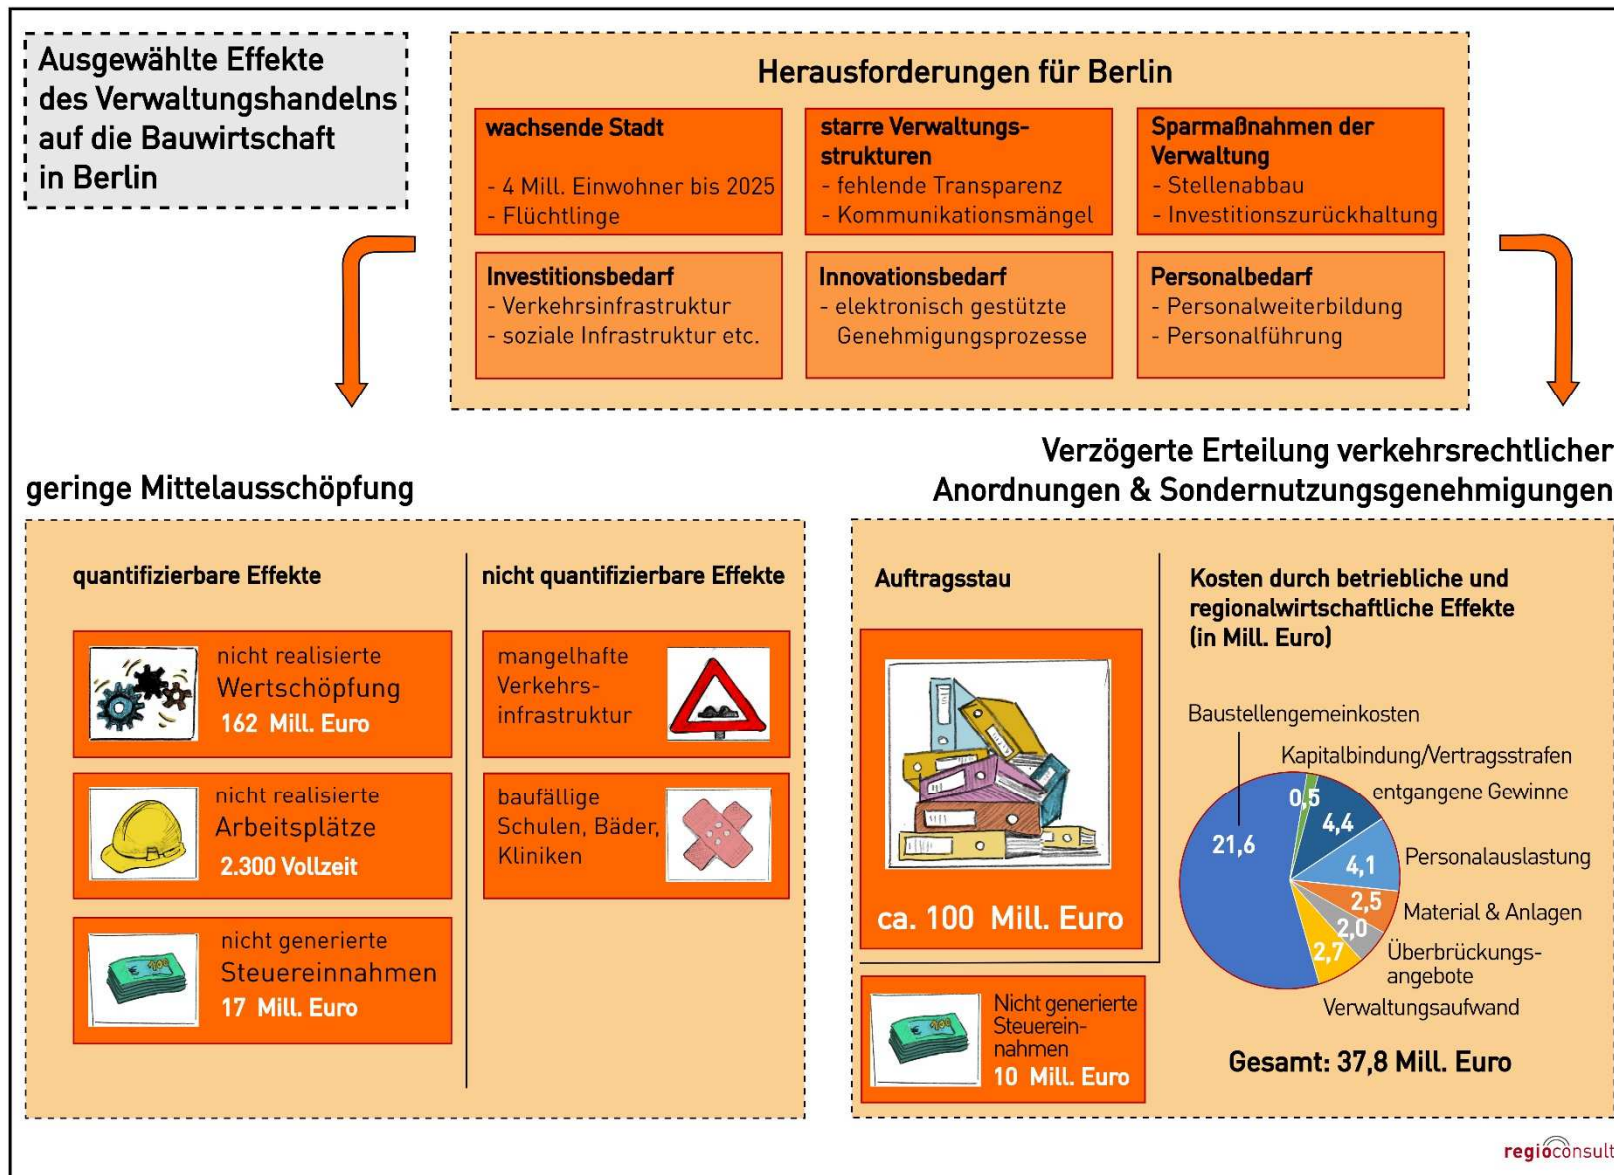 Ausgewählte Effekte
des Verwaltungshandelns
auf die Bauwirtschaft
in Berlin
Herausforderungen für Berlin
wachsende Stadt
- 4 Mill. Einwohner bis 2025
- Flüchtlinge
starre Verwaltungs-
strukturen
- fehlende Transparenz
- Kommunikationsmängel
Sparmaßnahmen der
Verwaltung
- Stellenabbau
- Investitionszurückhaltung
Investitionsbedarf
- Verkehrsinfrastruktur
- soziale Infrastruktur etc.
Innovationsbedarf
- elektronisch gestützte
Genehmigungsprozesse
Personalbedarf
- Personalweiterbildung
- Personalführung
geringe Mittelausschöpfung
quantifizierbare Effekte
nicht realisierte
Wertschöpfung
162 Mill. Euro
nicht realisierte
Arbeitsplätze
2.300 Vollzeit
€ 100
nicht generierte
Steuereinnahmen
17 Mill. Euro
nicht quantifizierbare Effekte
mangelhafte
Verkehrs-
infrastruktur
baufällige
Schulen, Bäder,
Kliniken
Verzögerte Erteilung verkehrsrechtlicher
Anordnungen & Sondernutzungsgenehmigungen
Auftragsstau
ca. 100 Mill. Euro
€ 100
Nicht generierte
Steuerein-
nahmen
10 Mill. Euro
Kosten durch betriebliche und
regionalwirtschaftliche Effekte
(in Mill. Euro)
Baustellengemeinkosten
Kapitalbindung/Vertragsstrafen
0,5
entgangene Gewinne
4,4
21,6
Personalauslastung
4,1
2,5
Material & Anlagen
2,0
2,7
Überbrückungs-
angebote
Verwaltungsaufwand
Gesamt: 37,8 Mill. Euro
regioconsult